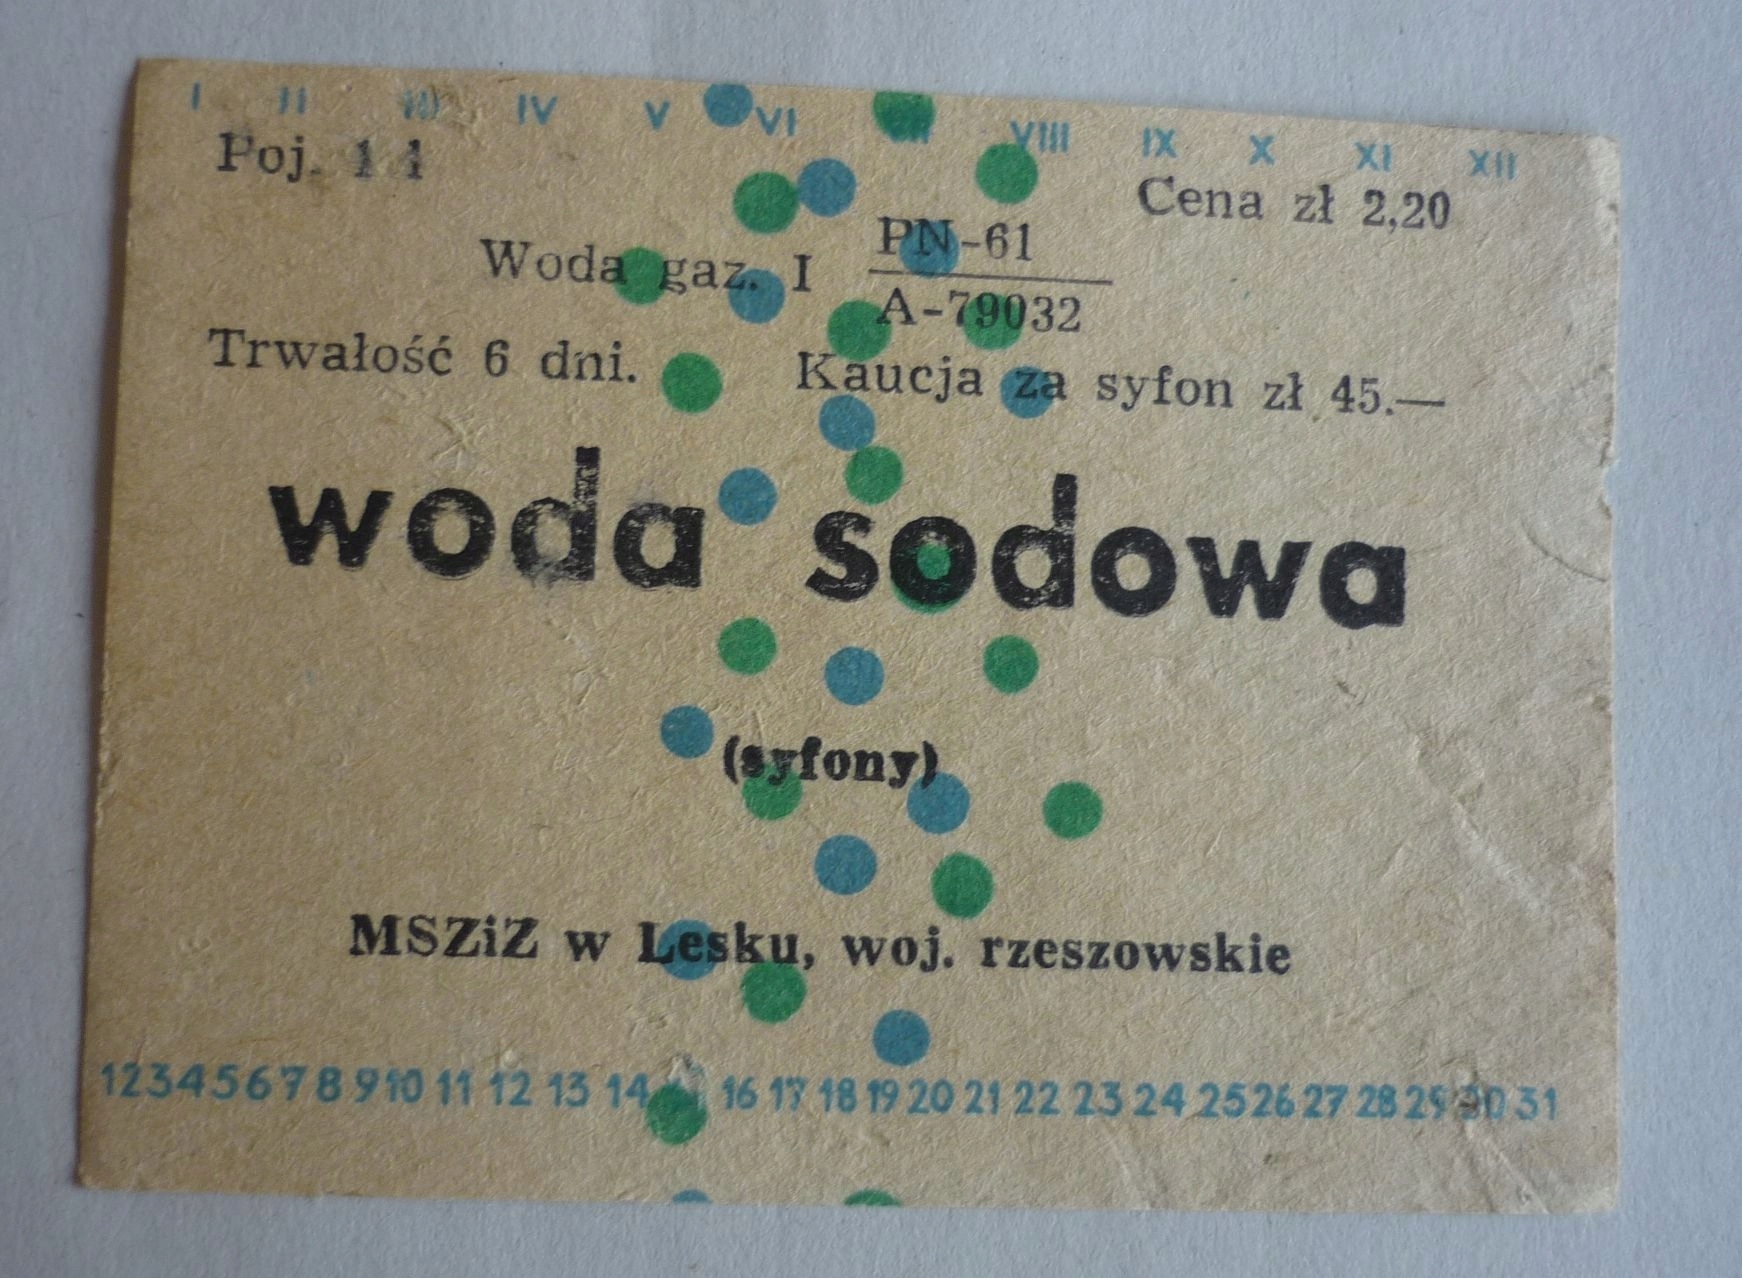 I II III IV V VI VII VIII IX X XI XII
Poj. 1 l
Cena zł 2,20
Woda gaz. I PN-61
A-79032
Trwałość 6 dni. Kaucja za syfon zł 45.—
woda sodowa
(syfony)
MSZiZ w Lesku, woj. rzeszowskie
1 2 3 4 5 6 7 8 9 10 11 12 13 14 16 17 18 19 20 21 22 23 24 25 26 27 28 29 30 31